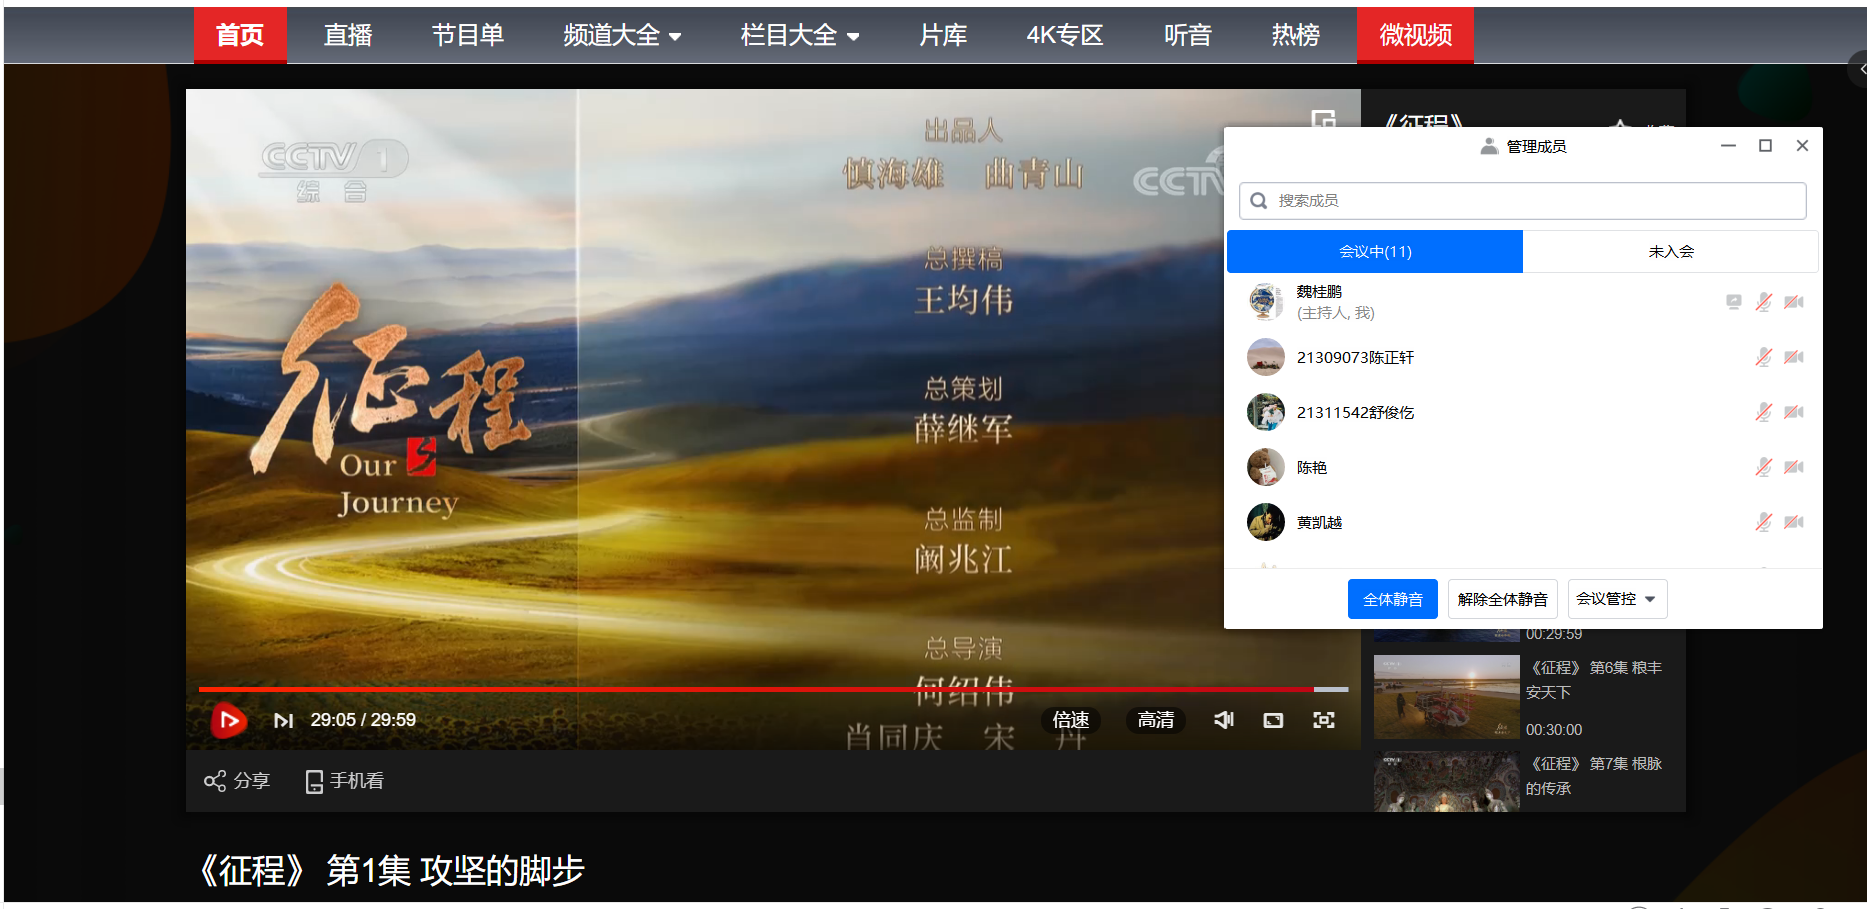 首页 直播 节目单 频道大全 栏目大全 片库 4K专区 听音 热榜 微视频
CCTV 1
综合
出品人
慎海雄 曲青山
CCTV
总撰稿
王均伟
总策划
薛继军
总监制
阚兆江
总导演
何绍伟
肖同庆 宋 丹
征程
Our
Journey
29:05 / 29:59
倍速 高清
分享 手机看
《征程》 第1集 攻坚的脚步
《征程》
管理成员
搜索成员
会议中(11) 未入会
魏桂鹏
(主持人, 我)
21309073陈正轩
21311542舒俊仡
陈艳
黄凯越
全体静音 解除全体静音 会议管控
00:29:59
《征程》 第6集 粮丰
安天下
00:30:00
《征程》 第7集 根脉
的传承